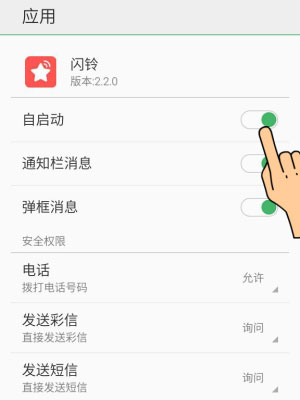 应用
闪铃
版本:2.2.0
自启动
通知栏消息
弹框消息
安全权限
电话
允许
拨打电话号码
发送彩信
询问
直接发送彩信
发送短信
询问
直接发送短信